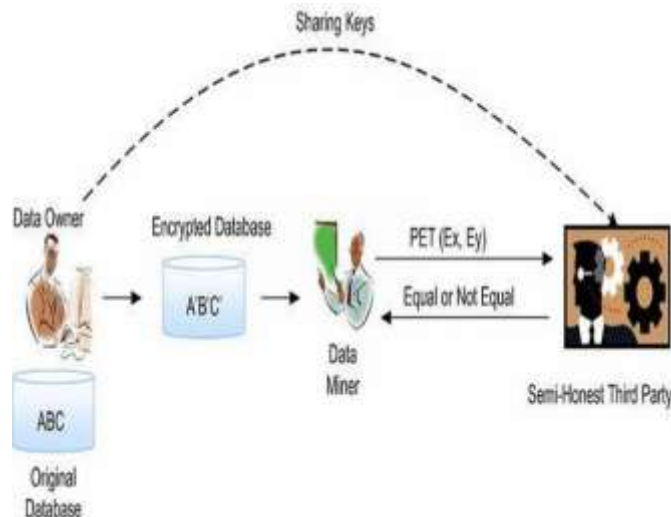 Sharing Keys
Data Owner
Encrypted Database
PET (Ex, Ey)
A'B'C'
Equal or Not Equal
Data
Miner
Semi-Honest Third Party
ABC
Original
Database